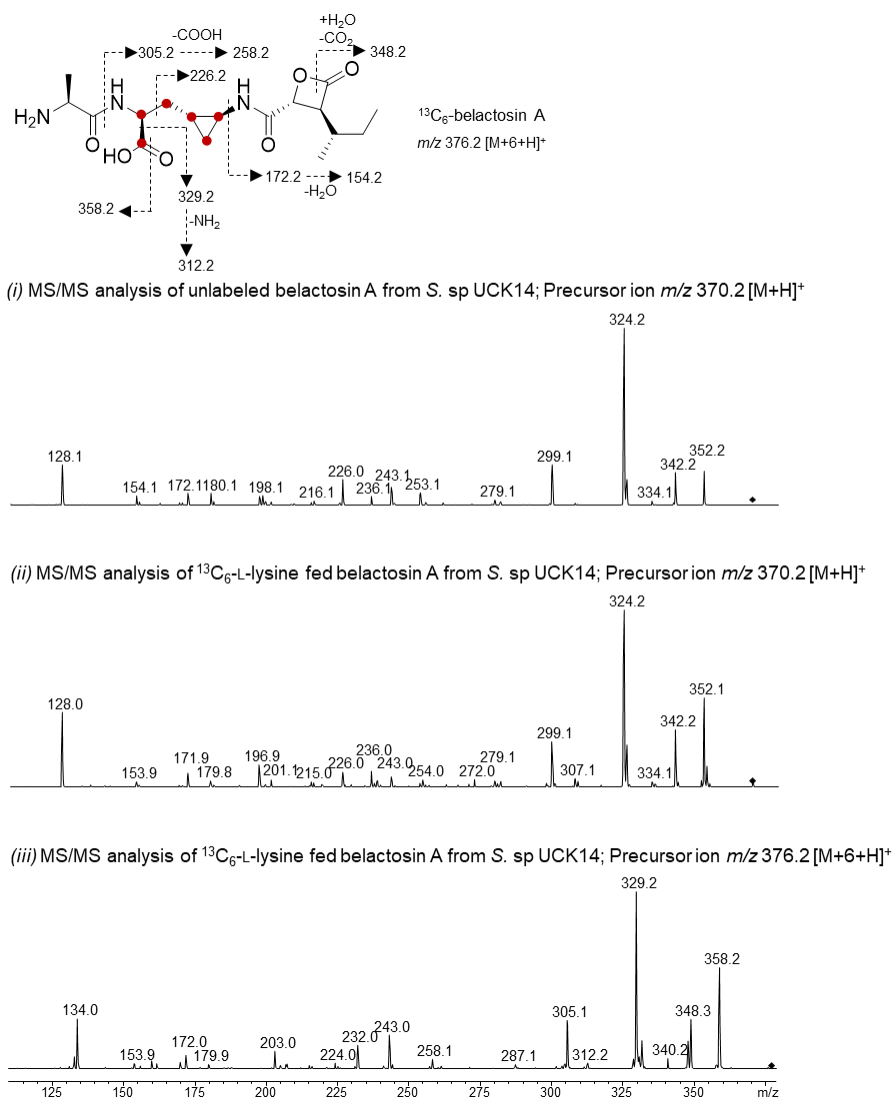 +H2O
-COOH
-CO2
305.2
258.2
348.2
226.2
H
N
H
N
O
O
H2N
O
O
HO
O
13C6-belactosin A
m/z 376.2 [M+6+H]+
172.2
154.2
-H2O
329.2
358.2
-NH2
312.2
(i) MS/MS analysis of unlabeled belactosin A from S. sp UCK14; Precursor ion m/z 370.2 [M+H]+
324.2
128.1
154.1
172.1
180.1
198.1
216.1
226.0
236.1
243.1
253.1
279.1
299.1
334.1
342.2
352.2
(ii) MS/MS analysis of 13C6-L-lysine fed belactosin A from S. sp UCK14; Precursor ion m/z 370.2 [M+H]+
324.2
128.0
153.9
171.9
179.8
196.9
201.1
215.0
226.0
236.0
243.0
254.0
272.0
279.1
299.1
307.1
334.1
342.2
352.1
(iii) MS/MS analysis of 13C6-L-lysine fed belactosin A from S. sp UCK14; Precursor ion m/z 376.2 [M+6+H]+
329.2
134.0
153.9
172.0
179.9
203.0
224.0
232.0
243.0
258.1
287.1
305.1
312.2
340.2
348.3
358.2
125 150 175 200 225 250 275 300 325 350 m/z